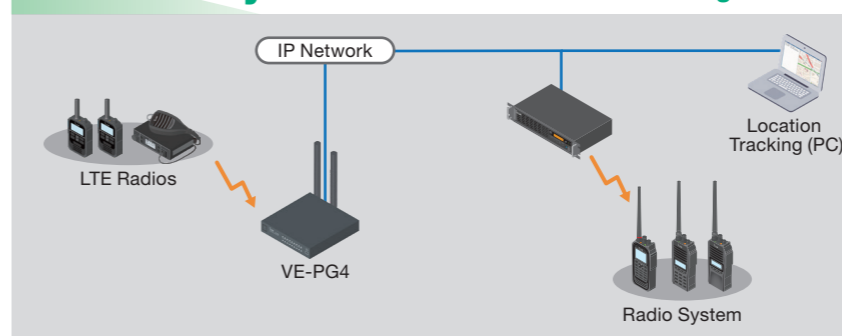 IP Network
LTE Radios
VE-PG4
Location
Tracking (PC)
Radio System